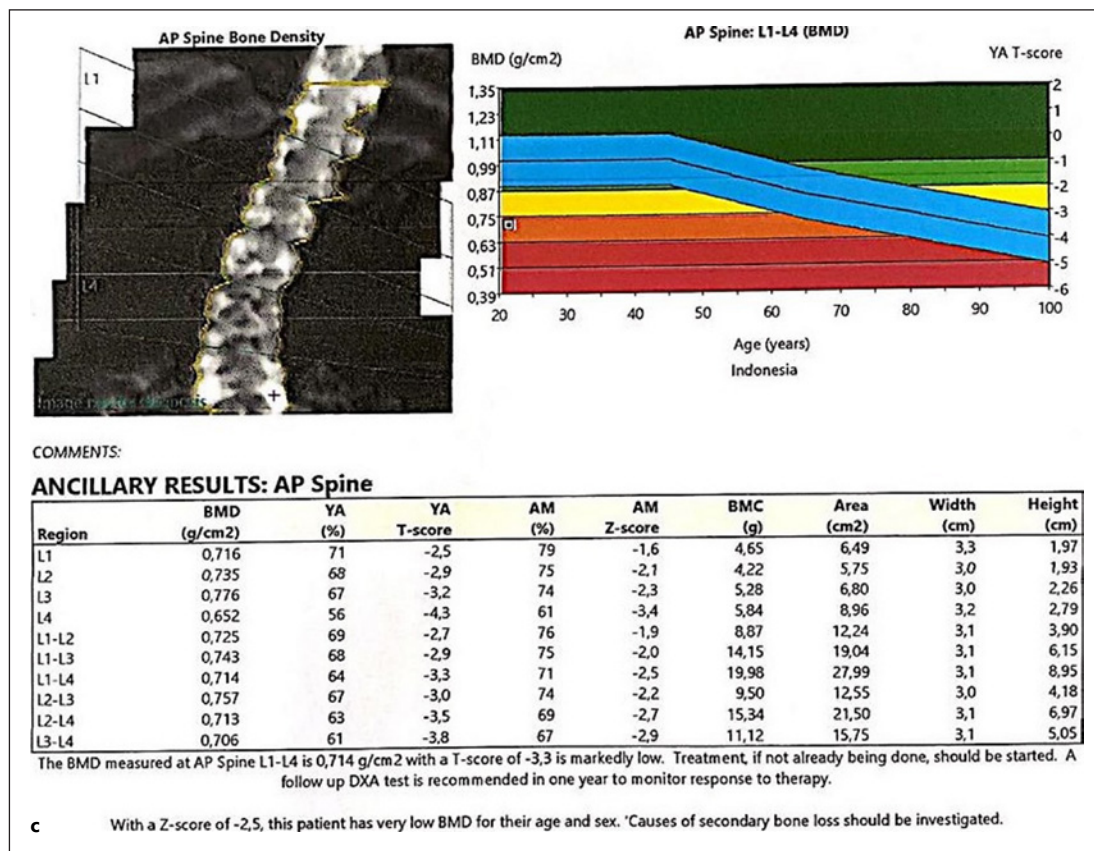 AP Spine Bone Density
L1
L4
AP Spine: L1-L4 (BMD)
BMD (g/cm2) YA T-score
1,35 2
1,23 1
1,11 0
0,99 -1
0,87 -2
0,75 -3
0,63 -4
0,51 -5
0,39 -6
20 30 40 50 60 70 80 90 100
Age (years)
Indonesia
COMMENTS:
ANCILLARY RESULTS: AP Spine
Region BMD (g/cm2) YA (%) YA T-score AM (%) AM Z-score BMC (g) Area (cm2) Width (cm) Height (cm)
L1 0,716 71 -2,5 79 -1,6 4,65 6,49 3,3 1,97
L2 0,735 68 -2,9 75 -2,1 4,22 5,75 3,0 1,93
L3 0,776 67 -3,2 74 -2,3 5,28 6,80 3,0 2,26
L4 0,652 56 -4,3 61 -3,4 5,84 8,96 3,2 2,79
L1-L2 0,725 69 -2,7 76 -1,9 8,87 12,24 3,1 3,90
L1-L3 0,743 68 -2,9 75 -2,0 14,15 19,04 3,1 6,15
L1-L4 0,714 64 -3,3 71 -2,5 19,98 27,99 3,1 8,95
L2-L3 0,757 67 -3,0 74 -2,2 9,50 12,55 3,0 4,18
L2-L4 0,713 63 -3,5 69 -2,7 15,34 21,50 3,1 6,97
L3-L4 0,706 61 -3,8 67 -2,9 11,12 15,75 3,1 5,05
The BMD measured at AP Spine L1-L4 is 0,714 g/cm2 with a T-score of -3,3 is markedly low. Treatment, if not already being done, should be started. A
follow up DXA test is recommended in one year to monitor response to therapy.
c With a Z-score of -2,5, this patient has very low BMD for their age and sex. 'Causes of secondary bone loss should be investigated.